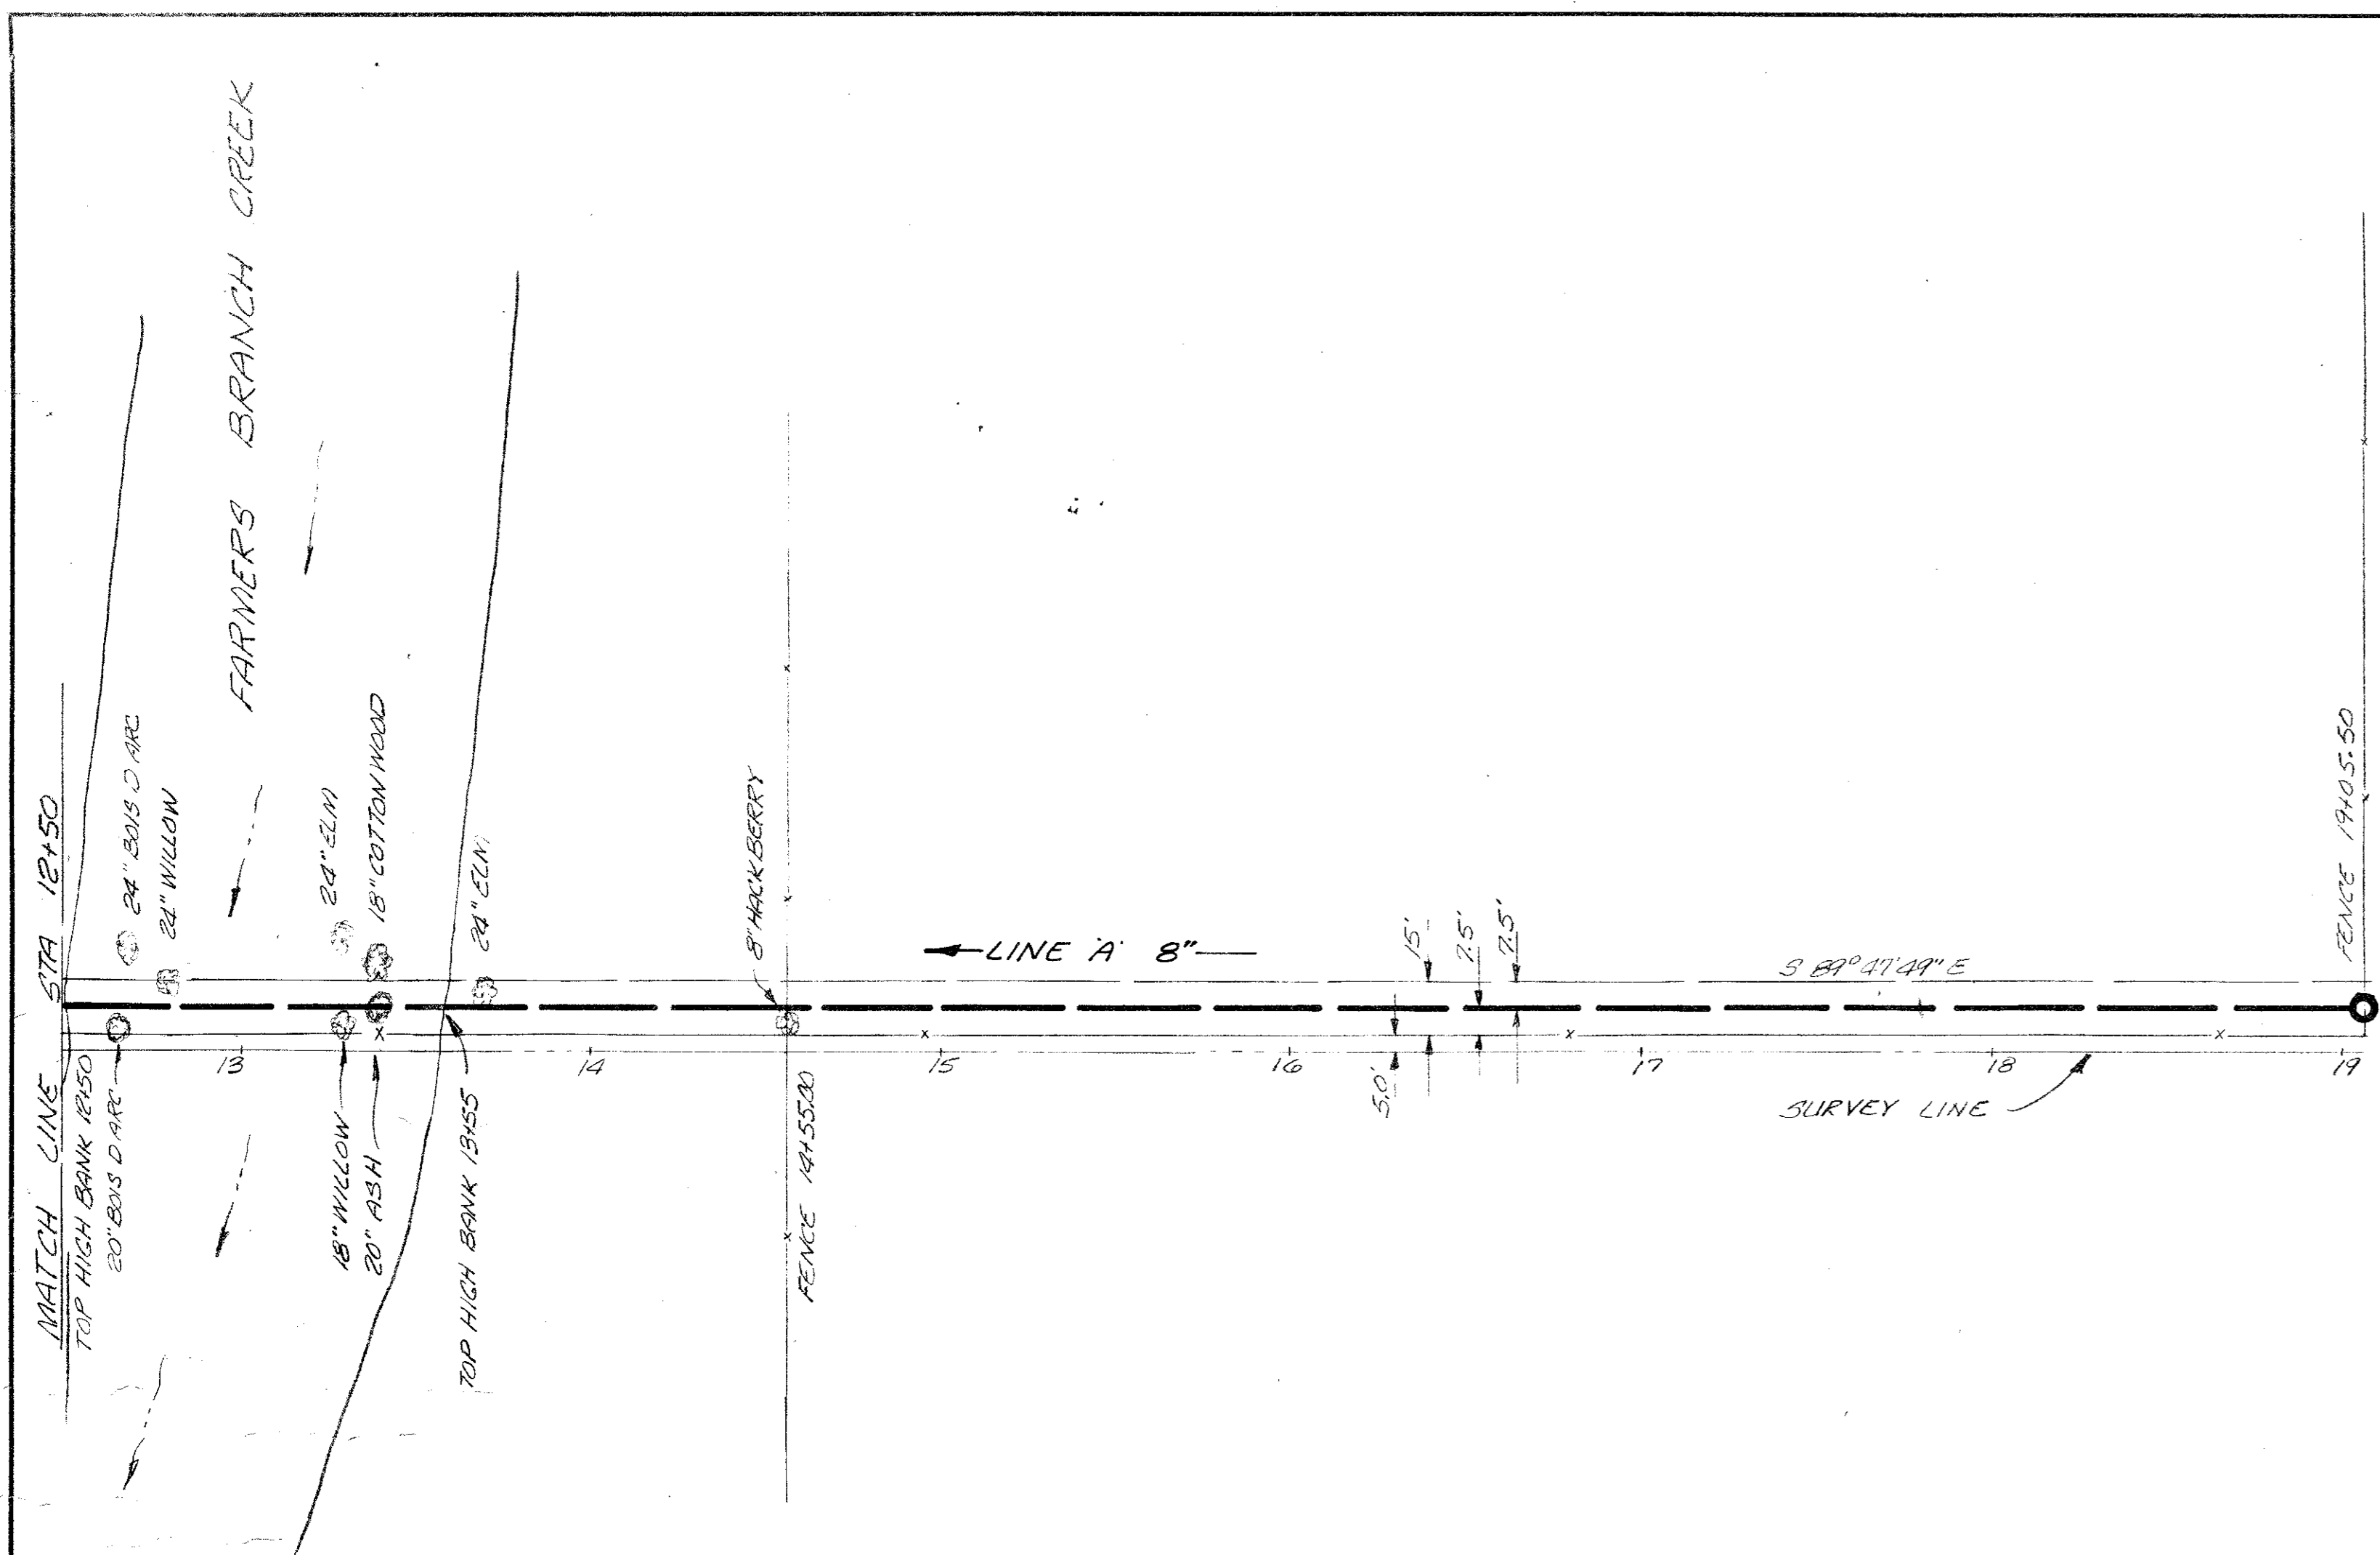 FARMERS BRANCH CREEK
MATCH LINE STA 12+50
TOP HIGH BANK 12+50
20" BOIS D ARC
24" BOIS D ARC
24" WILLOW
24" ELM
18" COTTONWOOD
24" ELM
18" WILLOW
20" ASH
TOP HIGH BANK 13+55
8" HACKBERRY
FENCE 14+55.00
LINE 'A' 8"
15'
7.5'
7.5'
5.0'
S 89° 47' 49" E
FENCE 19+05.50
13 14 15 16 17 18 19
SURVEY LINE